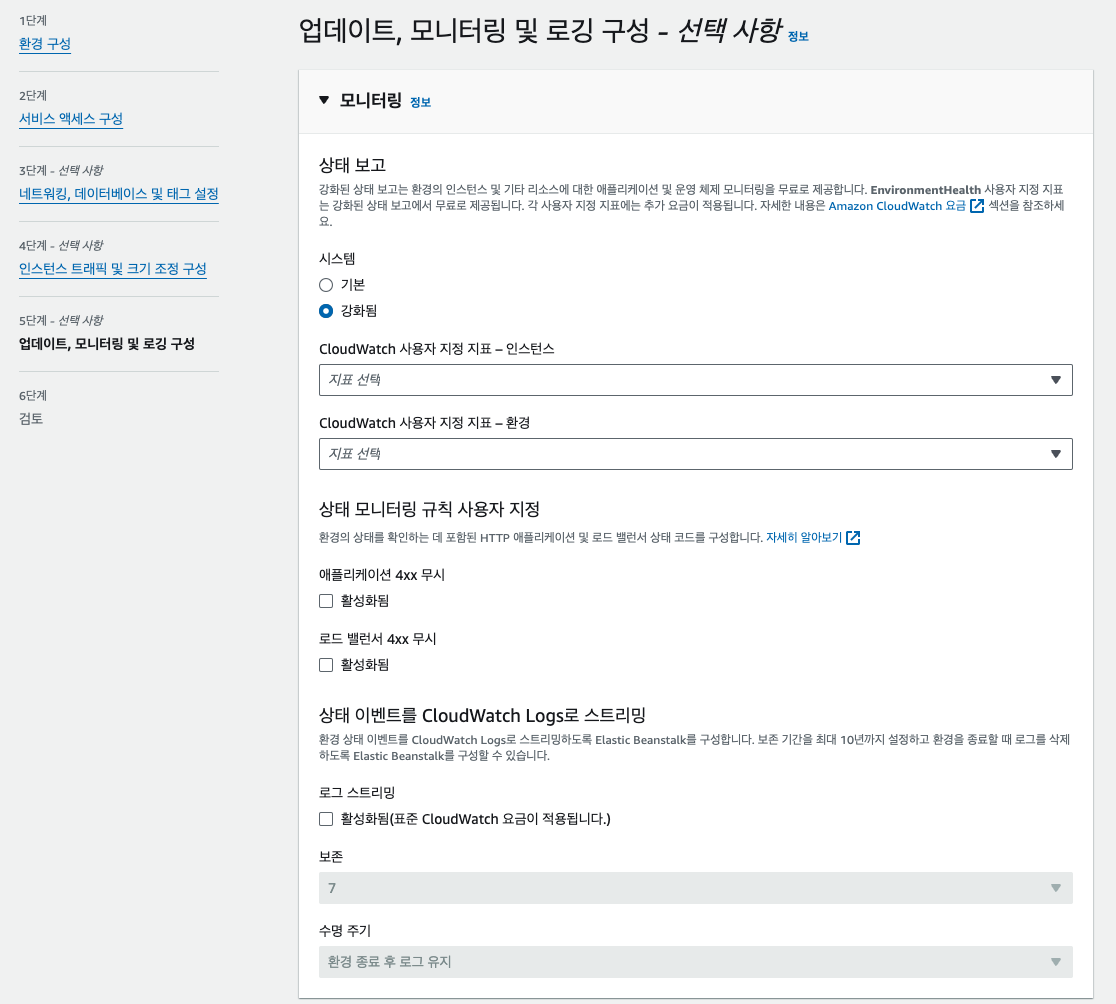 1단계
환경 구성
2단계
서비스 액세스 구성
3단계 - 선택 사항
네트워킹, 데이터베이스 및 태그 설정
4단계 - 선택 사항
인스턴스 트래픽 및 크기 조정 구성
5단계 - 선택 사항
업데이트, 모니터링 및 로깅 구성
6단계
검토
업데이트, 모니터링 및 로깅 구성 - 선택 사항 정보
모니터링 정보
상태 보고
강화된 상태 보고는 환경의 인스턴스 및 기타 리소스에 대한 애플리케이션 및 운영 체제 모니터링을 무료로 제공합니다. EnvironmentHealth 사용자 지정 지표
는 강화된 상태 보고에서 무료로 제공됩니다. 각 사용자 지정 지표에는 추가 요금이 적용됩니다. 자세한 내용은 Amazon CloudWatch 요금 섹션을 참조하세
요.
시스템
기본
강화됨
CloudWatch 사용자 지정 지표 – 인스턴스
지표 선택
CloudWatch 사용자 지정 지표 – 환경
지표 선택
상태 모니터링 규칙 사용자 지정
환경의 상태를 확인하는 데 포함된 HTTP 애플리케이션 및 로드 밸런서 상태 코드를 구성합니다. 자세히 알아보기
애플리케이션 4xx 무시
활성화됨
로드 밸런서 4xx 무시
활성화됨
상태 이벤트를 CloudWatch Logs로 스트리밍
환경 상태 이벤트를 CloudWatch Logs로 스트리밍하도록 Elastic Beanstalk를 구성합니다. 보존 기간을 최대 10년까지 설정하고 환경을 종료할 때 로그를 삭제
하도록 Elastic Beanstalk를 구성할 수 있습니다.
로그 스트리밍
활성화됨(표준 CloudWatch 요금이 적용됩니다.)
보존
7
수명 주기
환경 종료 후 로그 유지